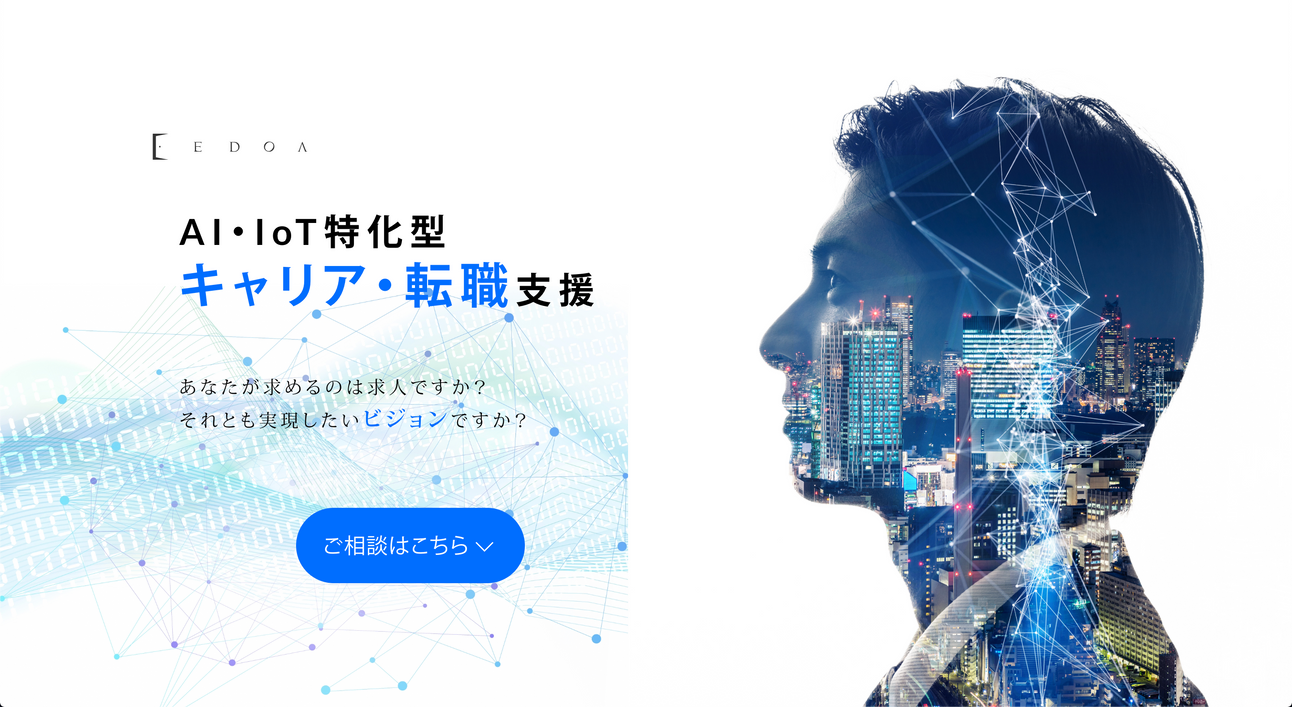 EDOA
AI・IoT特化型
キャリア・転職支援
あなたが求めるのは求人ですか？
それとも実現したいビジョンですか？
ご相談はこちら